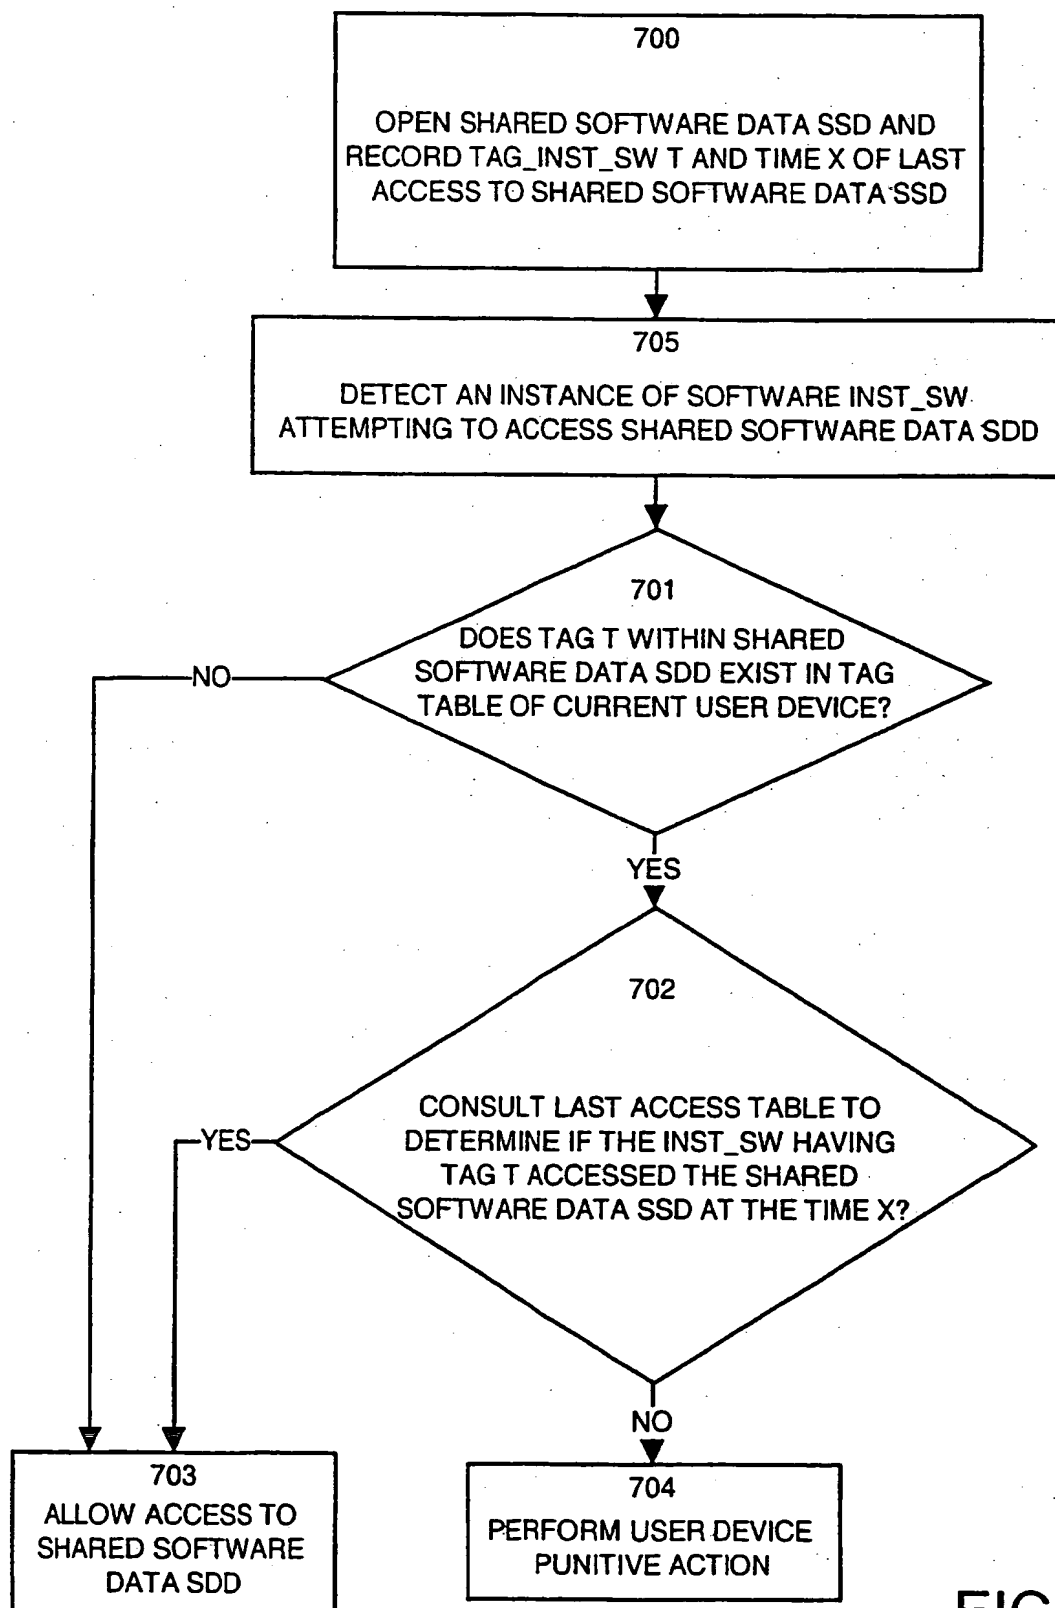 700
OPEN SHARED SOFTWARE DATA SSD AND
RECORD TAG_INST_SW T AND TIME X OF LAST
ACCESS TO SHARED SOFTWARE DATA SSD
705
DETECT AN INSTANCE OF SOFTWARE INST_SW
ATTEMPTING TO ACCESS SHARED SOFTWARE DATA SDD
701
DOES TAG T WITHIN SHARED
SOFTWARE DATA SDD EXIST IN TAG
TABLE OF CURRENT USER DEVICE?
NO
YES
702
CONSULT LAST ACCESS TABLE TO
DETERMINE IF THE INST_SW HAVING
TAG T ACCESSED THE SHARED
SOFTWARE DATA SSD AT THE TIME X?
YES
NO
703
ALLOW ACCESS TO
SHARED SOFTWARE
DATA SDD
704
PERFORM USER DEVICE
PUNITIVE ACTION
FIG